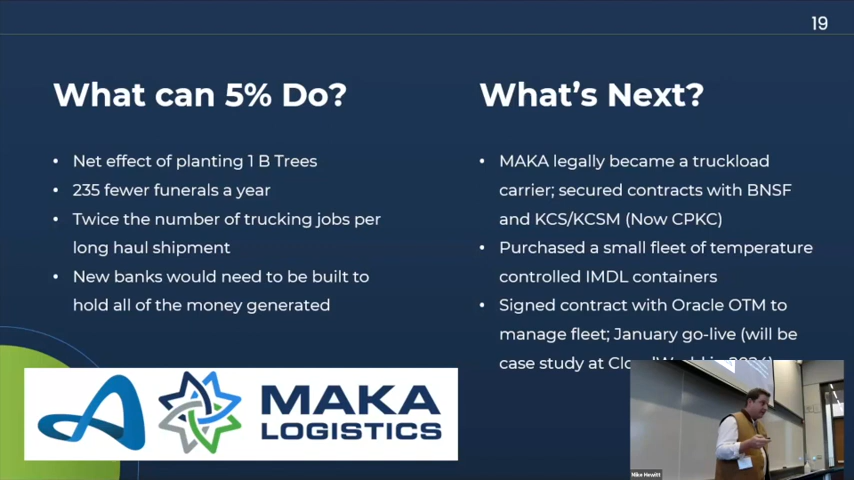 19
What can 5% Do?
• Net effect of planting 1 B Trees
• 235 fewer funerals a year
• Twice the number of trucking jobs per
long haul shipment
• New banks would need to be built to
hold all of the money generated
What's Next?
• MAKA legally became a truckload
carrier; secured contracts with BNSF
and KCS/KCSM (Now CPKC)
• Purchased a small fleet of temperature
controlled IMDL containers
• Signed contract with Oracle OTM to
manage fleet; January go-live (will be
case study at
MAKA
LOGISTICS
Mike Hewitt